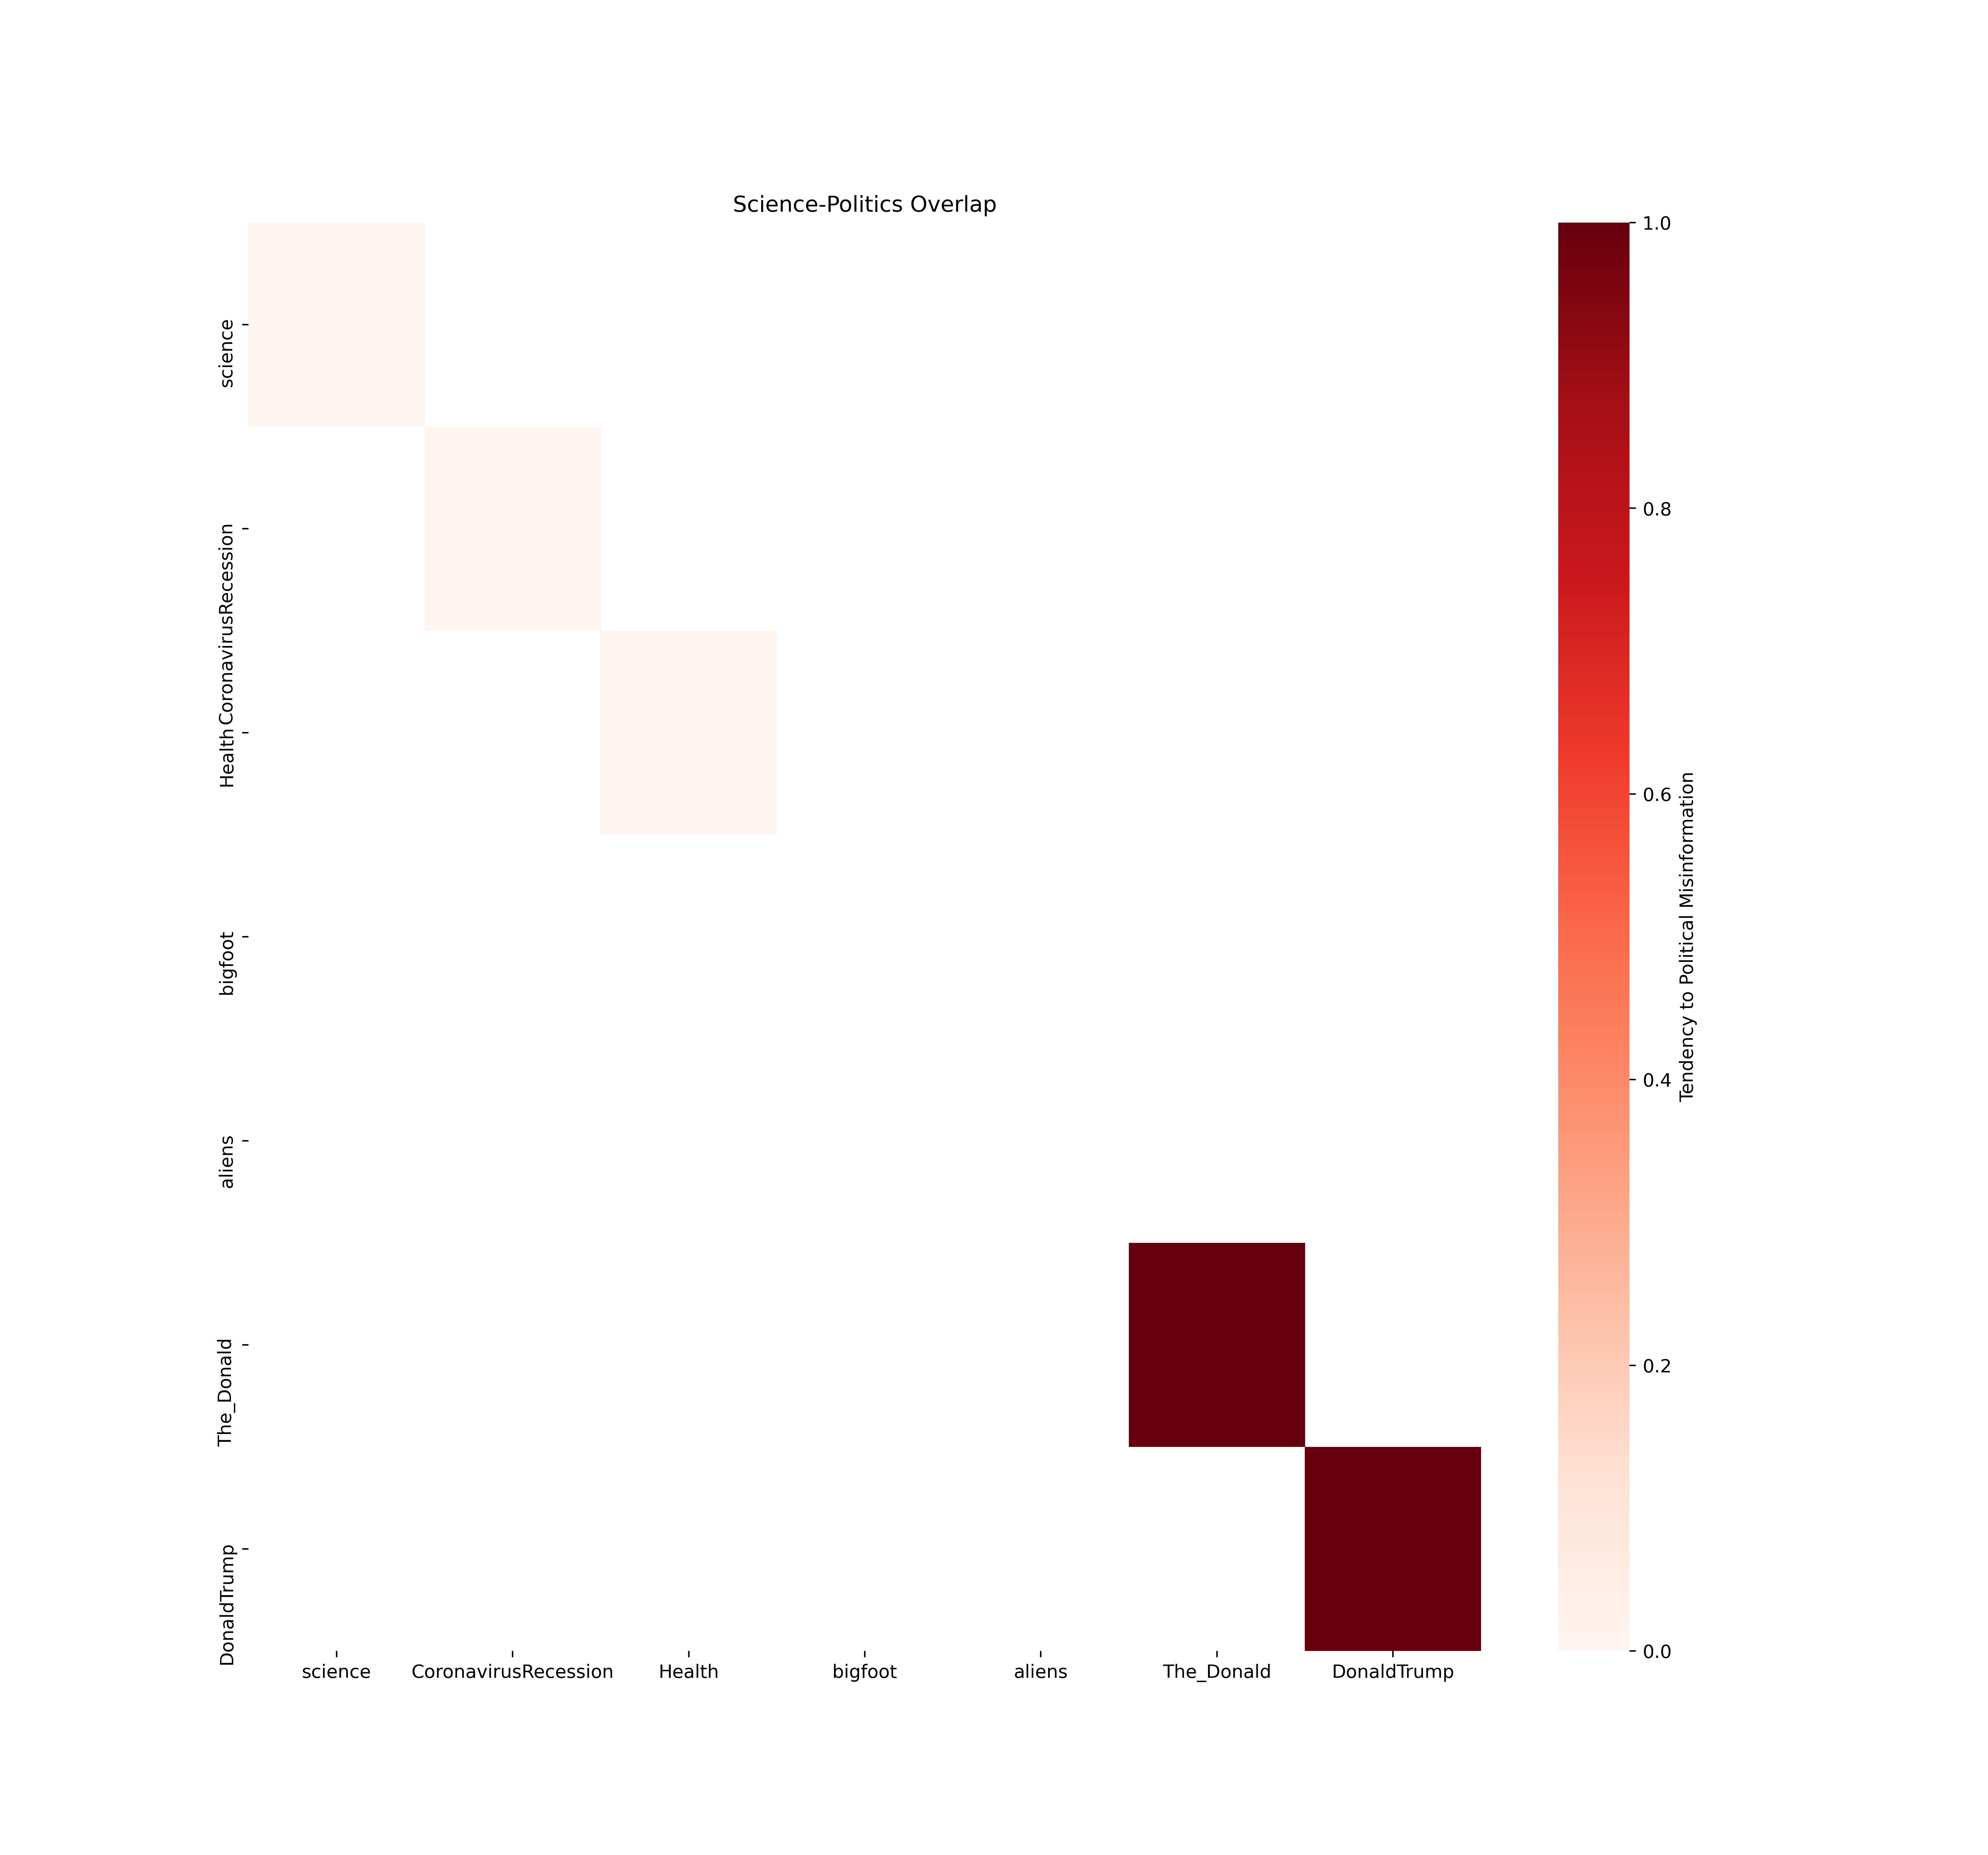 Science-Politics Overlap
science
CoronavirusRecession
Health
bigfoot
aliens
The_Donald
DonaldTrump
science
CoronavirusRecession
Health
bigfoot
aliens
The_Donald
DonaldTrump
1.0
0.8
0.6
0.4
0.2
0.0
Tendency to Political Misinformation